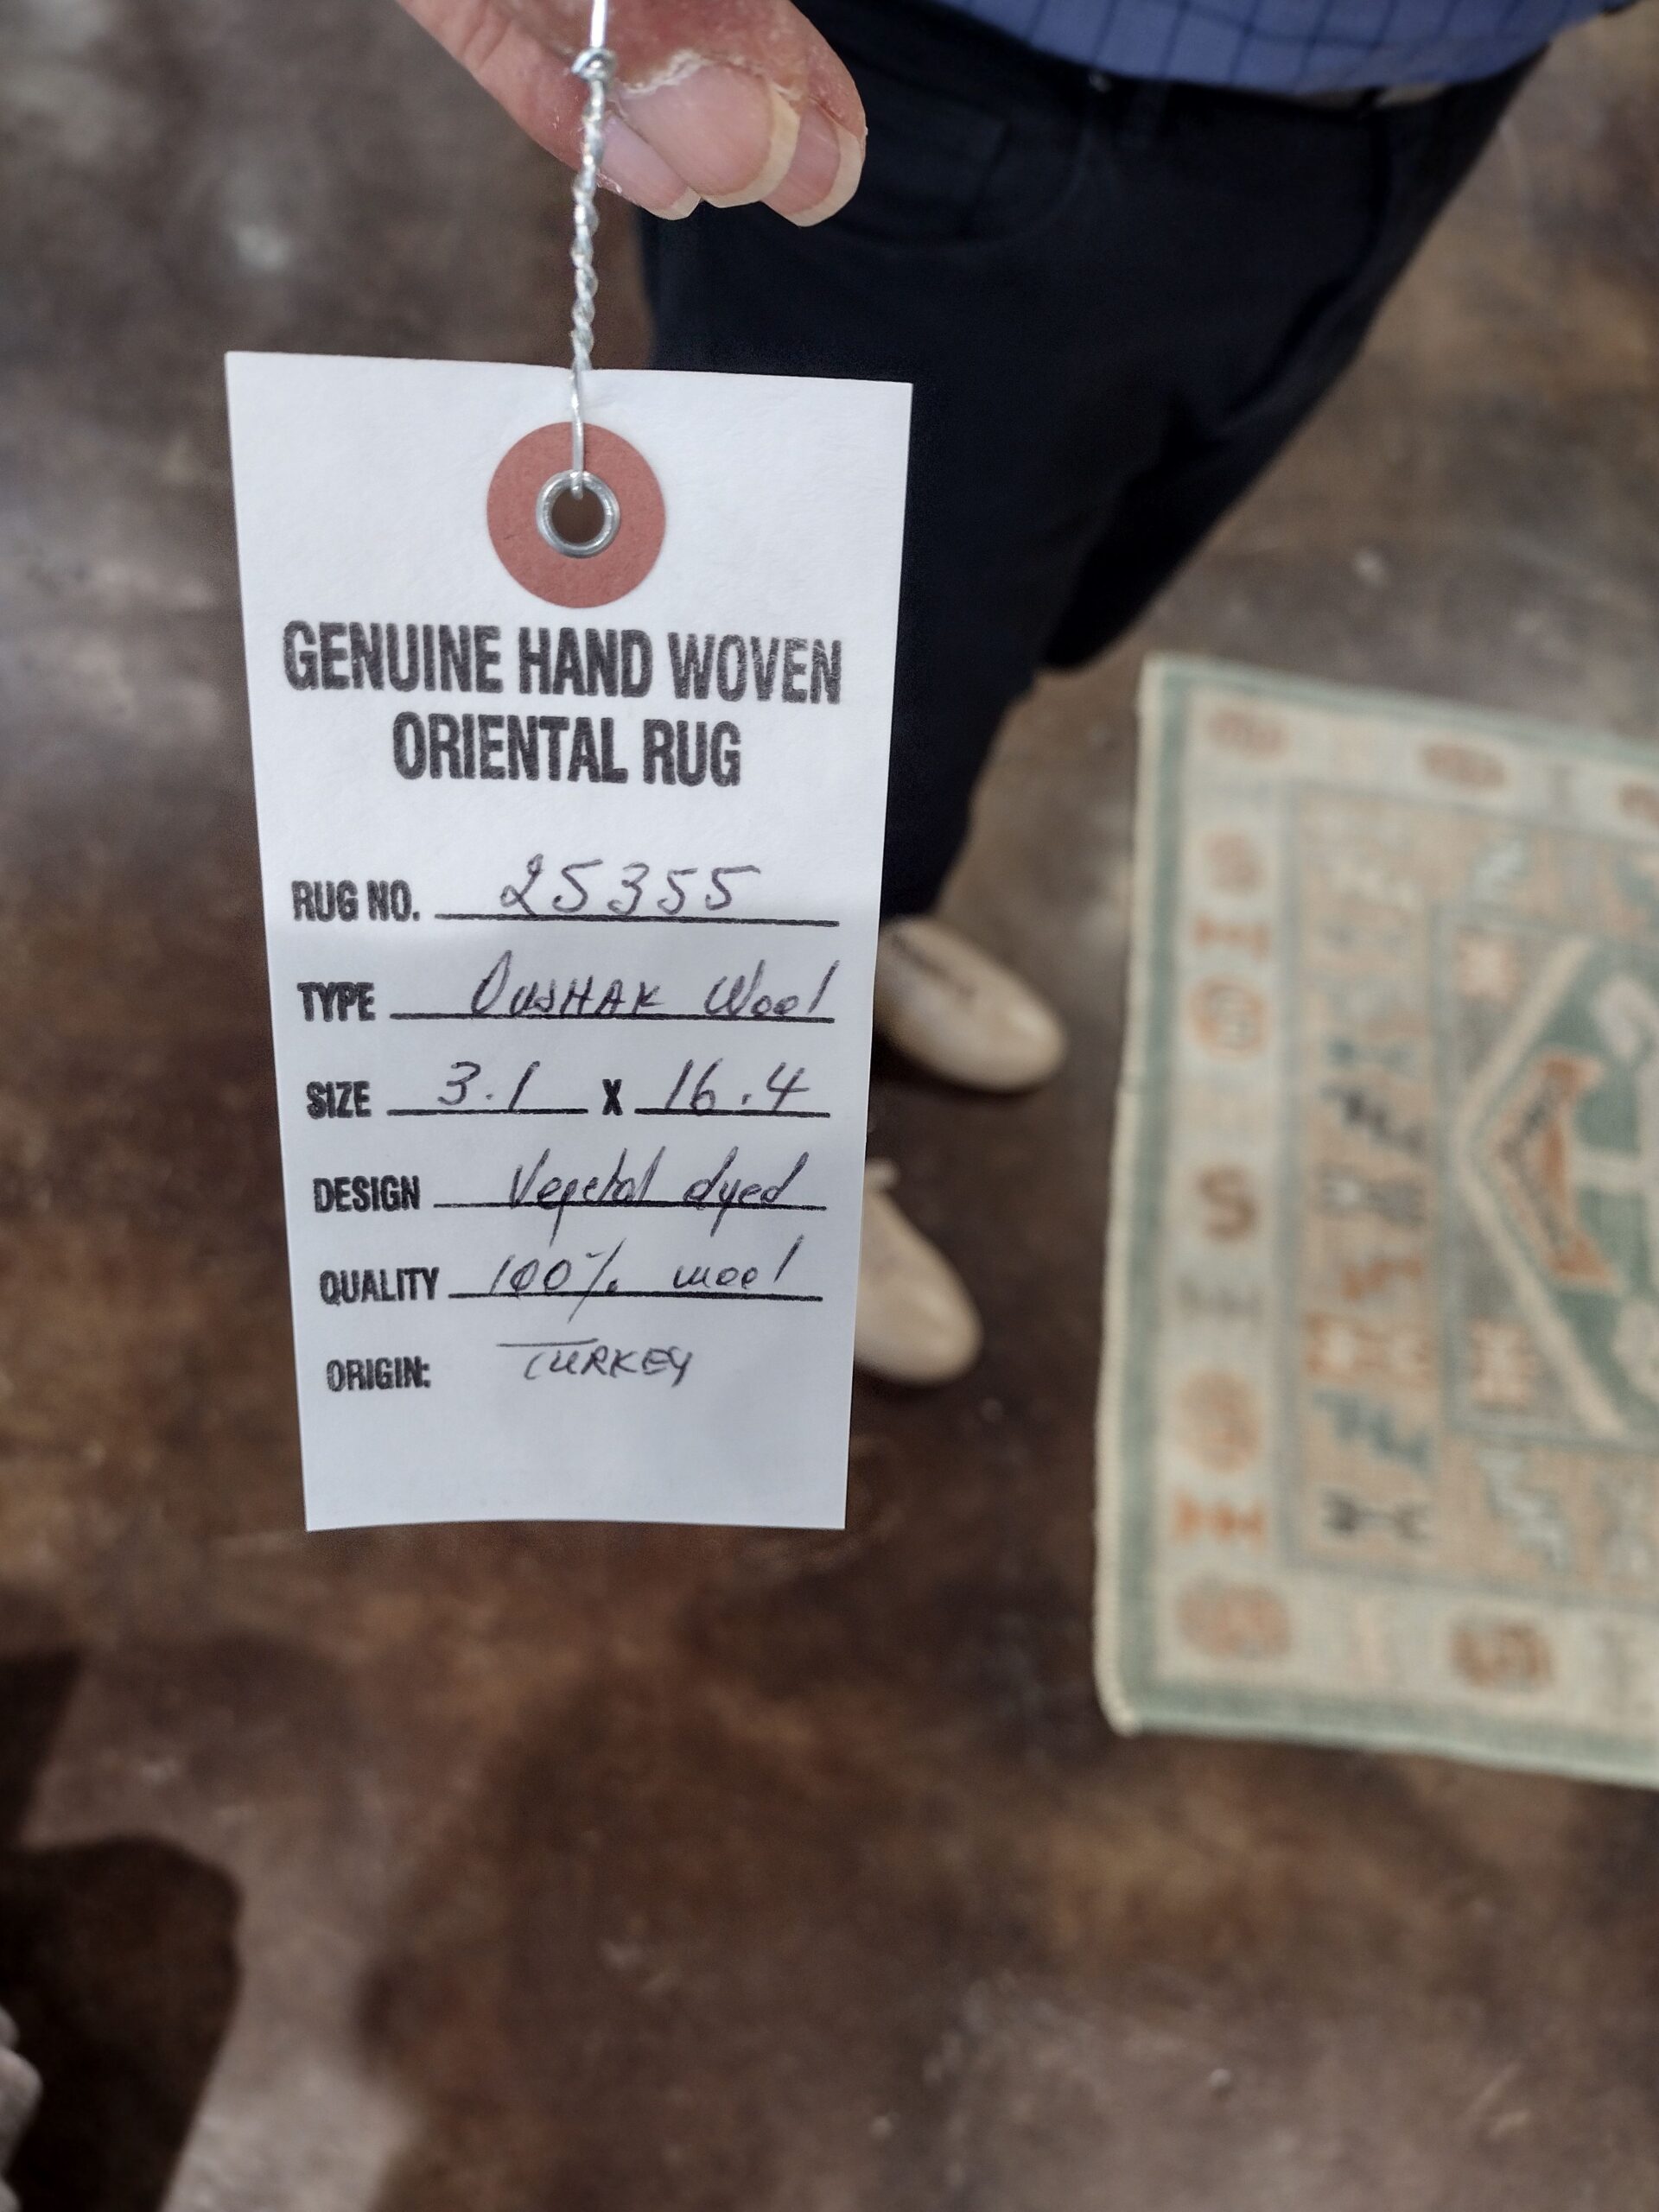 GENUINE HAND WOVEN
ORIENTAL RUG
RUG NO. 25355
TYPE OUSHAK Wool
SIZE 3.1 X 16.4
DESIGN Vegetal dyed
QUALITY 100% wool
ORIGIN: TURKEY